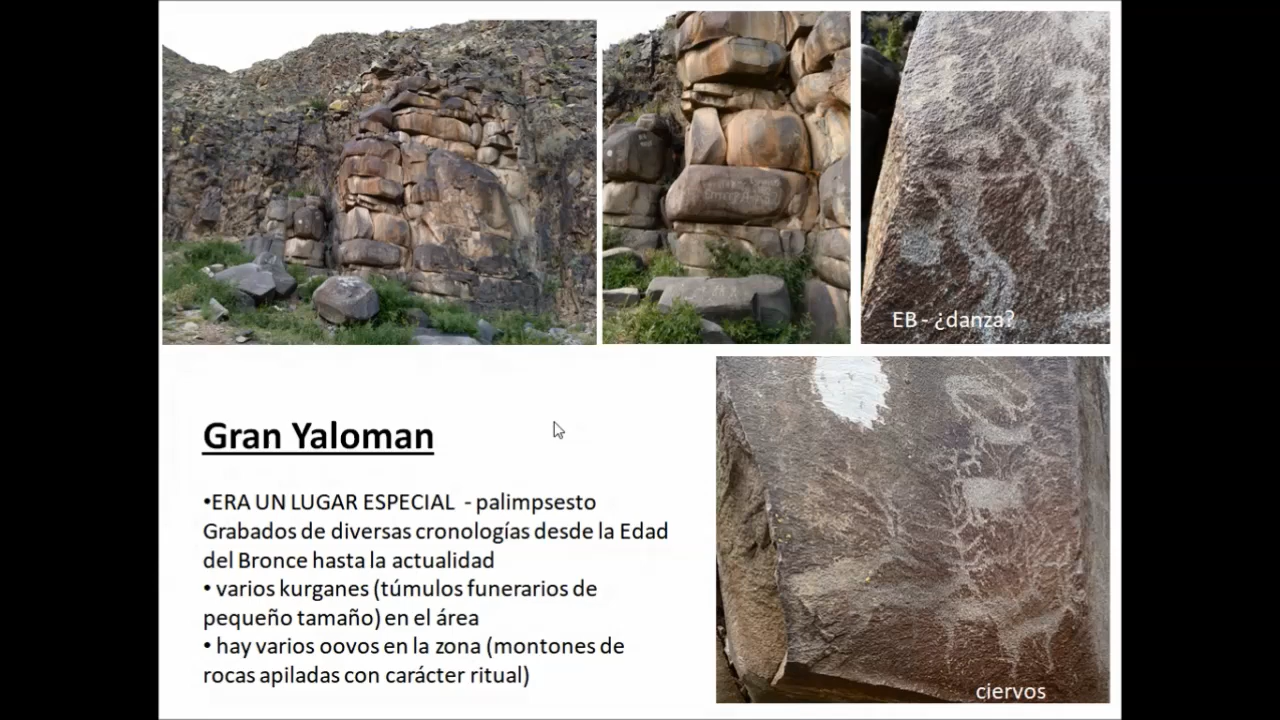 EB - ¿danza?
Gran Yaloman
•ERA UN LUGAR ESPECIAL - palimpsesto
Grabados de diversas cronologías desde la Edad
del Bronce hasta la actualidad
• varios kurganes (túmulos funerarios de
pequeño tamaño) en el área
• hay varios oovos en la zona (montones de
rocas apiladas con carácter ritual)
ciervos